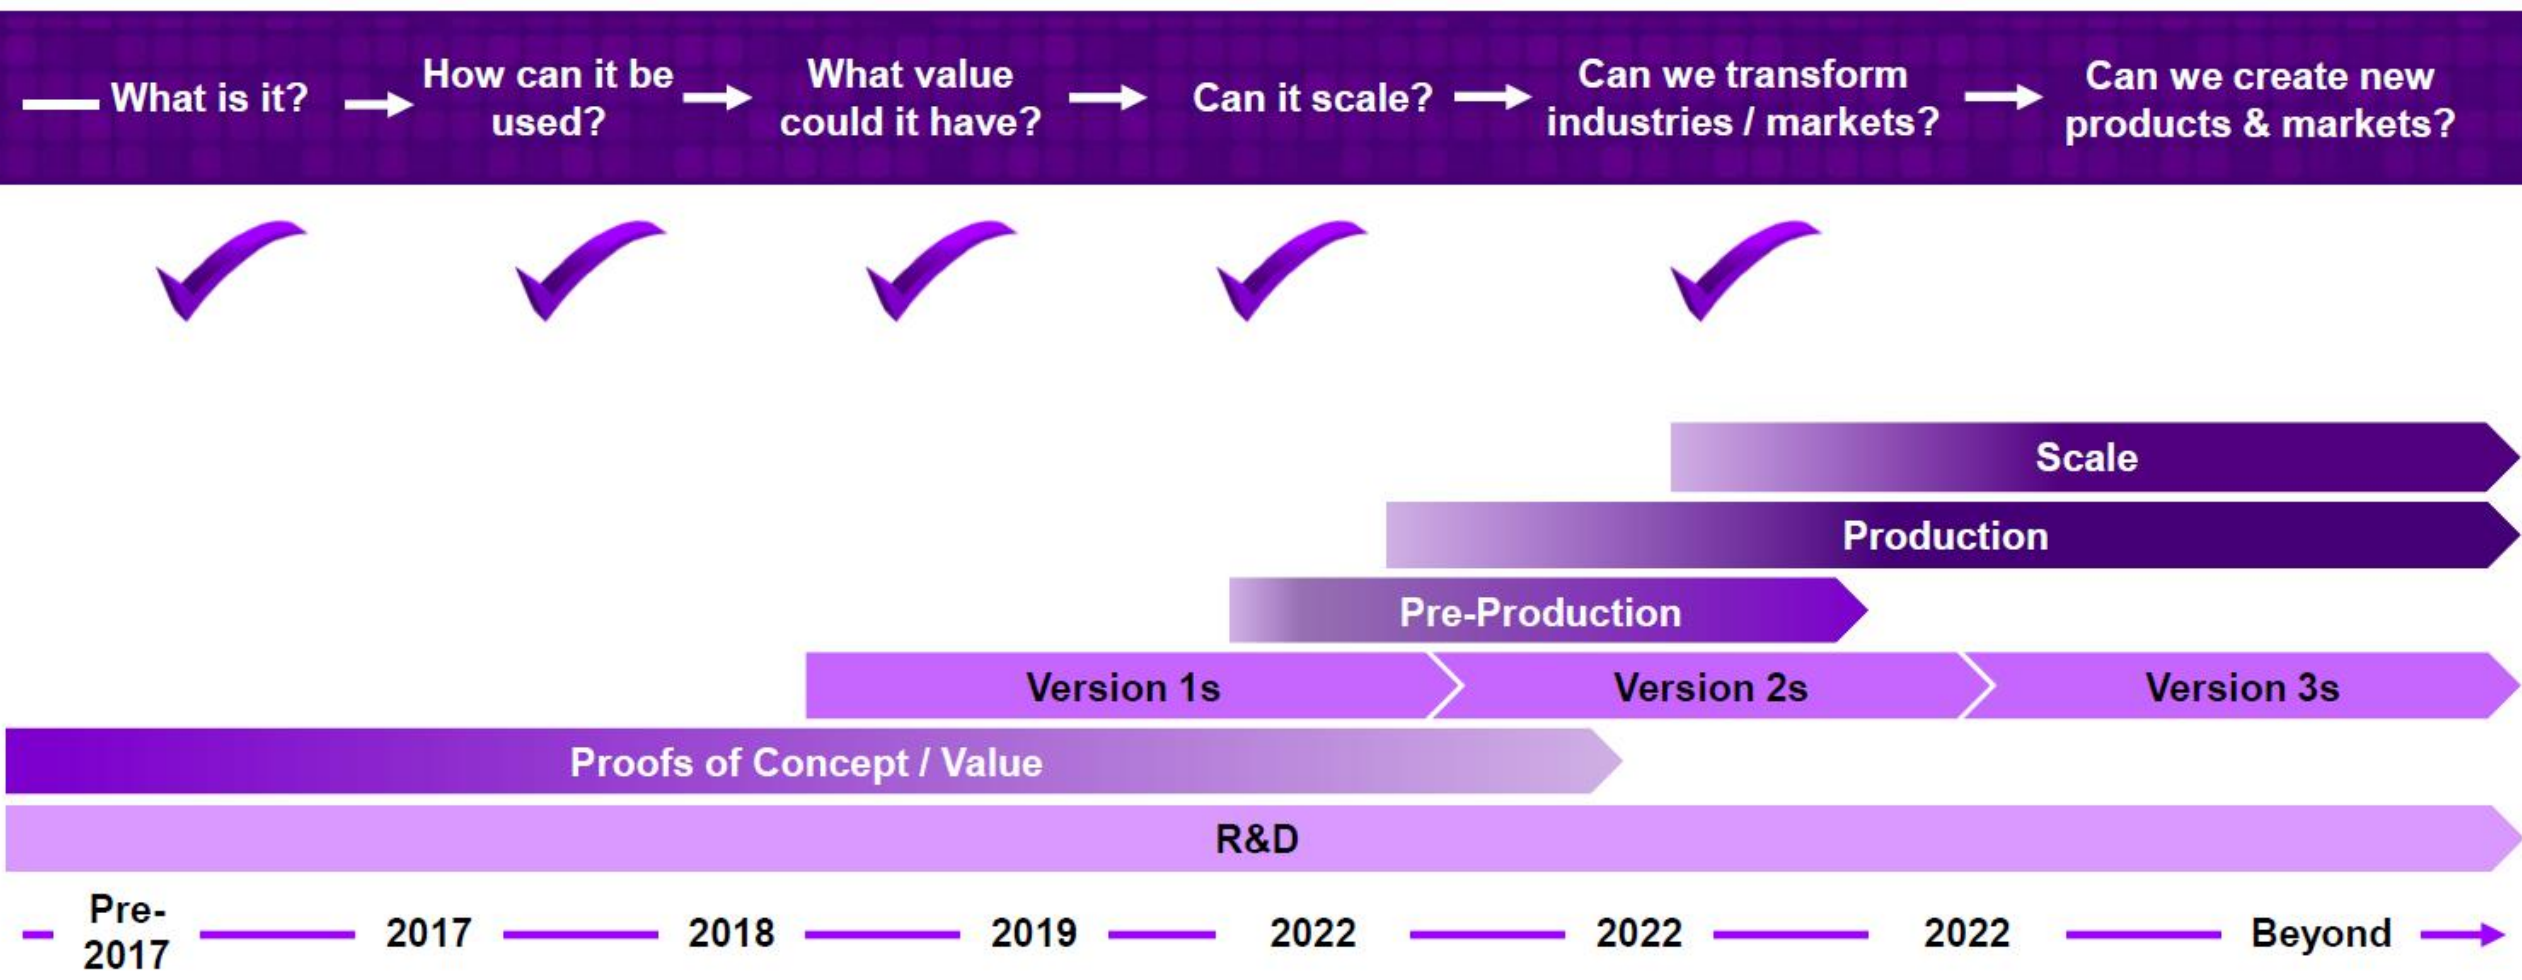 What is it?
How can it be
used?
What value
could it have?
Can it scale?
Can we transform
industries / markets?
Can we create new
products & markets?
Scale
Production
Pre-Production
Version 1s
Version 2s
Version 3s
Proofs of Concept / Value
R&D
Pre-
2017
2017
2018
2019
2022
2022
2022
Beyond